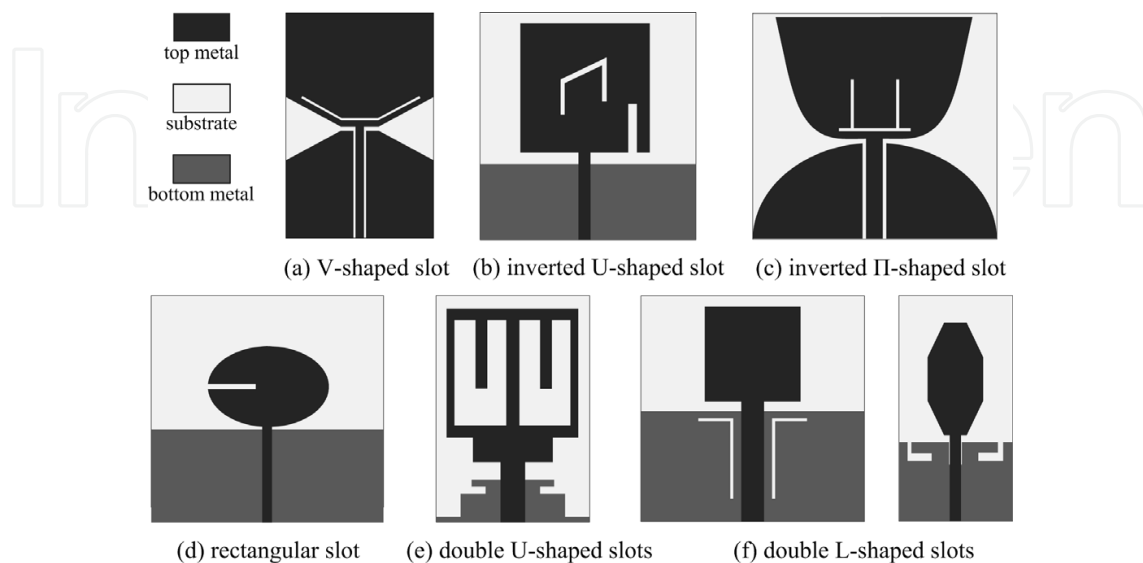 top metal
substrate
bottom metal
(a) V-shaped slot
(b) inverted U-shaped slot
(c) inverted Π-shaped slot
(d) rectangular slot
(e) double U-shaped slots
(f) double L-shaped slots